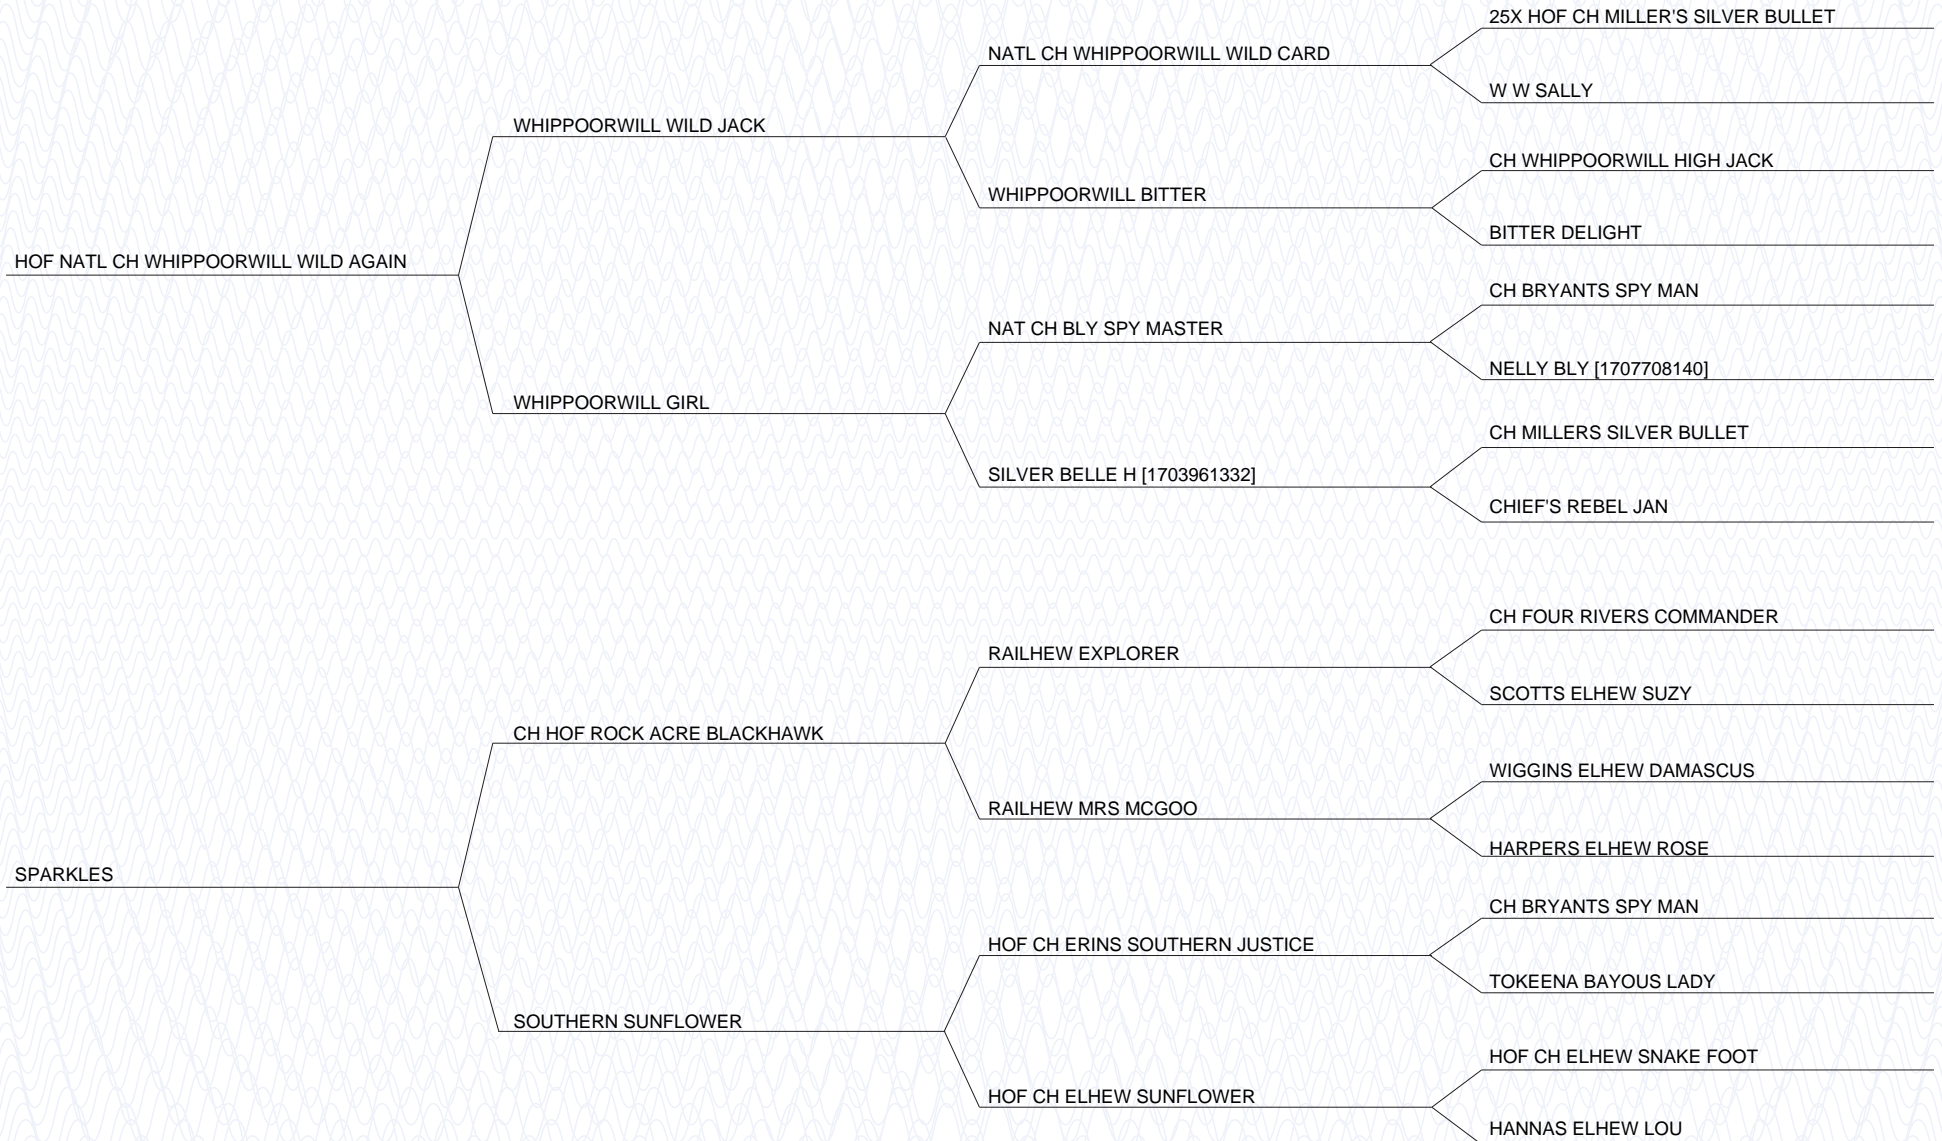 25X HOF CH MILLER'S SILVER BULLET
NATL CH WHIPPOORWILL WILD CARD
W W SALLY
WHIPPOORWILL WILD JACK
CH WHIPPOORWILL HIGH JACK
WHIPPOORWILL BITTER
BITTER DELIGHT
HOF NATL CH WHIPPOORWILL WILD AGAIN
CH BRYANTS SPY MAN
NAT CH BLY SPY MASTER
NELLY BLY [1707708140]
WHIPPOORWILL GIRL
CH MILLERS SILVER BULLET
SILVER BELLE H [1703961332]
CHIEF'S REBEL JAN
CH FOUR RIVERS COMMANDER
RAILHEW EXPLORER
SCOTTS ELHEW SUZY
CH HOF ROCK ACRE BLACKHAWK
WIGGINS ELHEW DAMASCUS
RAILHEW MRS MCGOO
HARPERS ELHEW ROSE
SPARKLES
CH BRYANTS SPY MAN
HOF CH ERINS SOUTHERN JUSTICE
TOKEENA BAYOUS LADY
SOUTHERN SUNFLOWER
HOF CH ELHEW SNAKE FOOT
HOF CH ELHEW SUNFLOWER
HANNAS ELHEW LOU